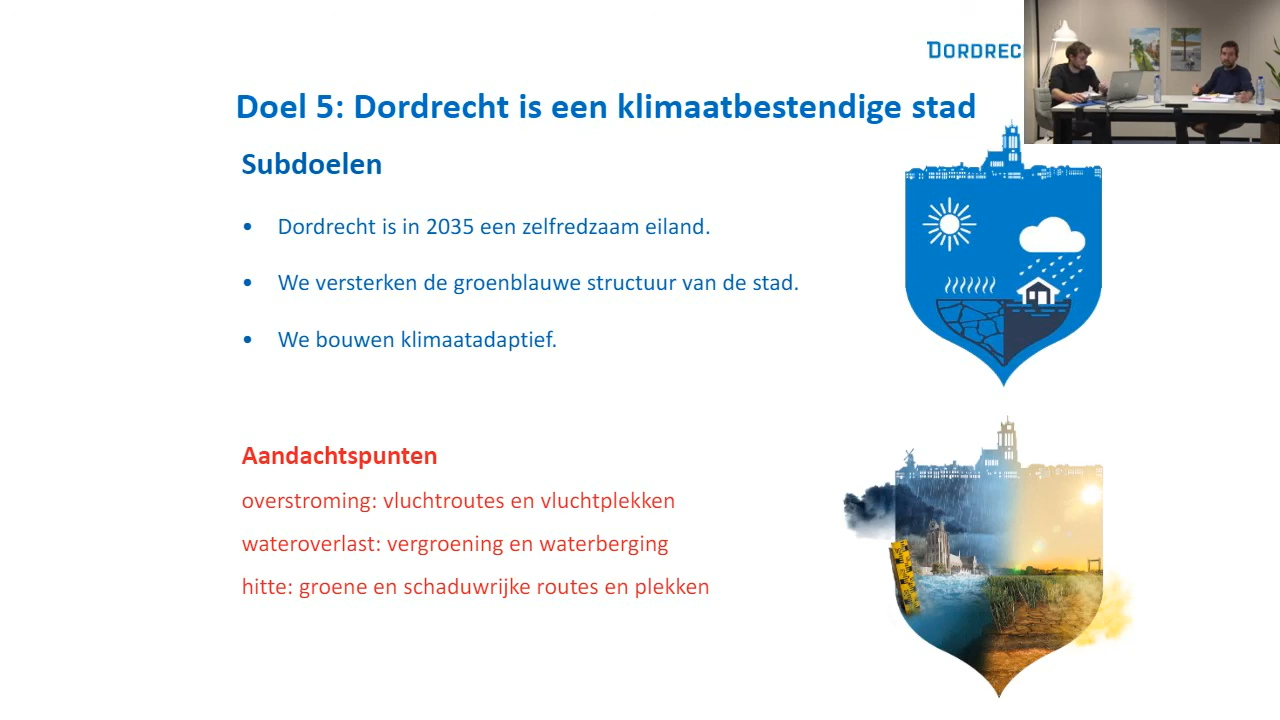 Doel 5: Dordrecht is een klimaatbestendige stad
Subdoelen
• Dordrecht is in 2035 een zelfredzaam eiland.
• We versterken de groenblauwe structuur van de stad.
• We bouwen klimaatadaptief.
Aandachtspunten
overstroming: vluchtroutes en vluchtplekken
wateroverlast: vergroening en waterberging
hitte: groene en schaduwrijke routes en plekken